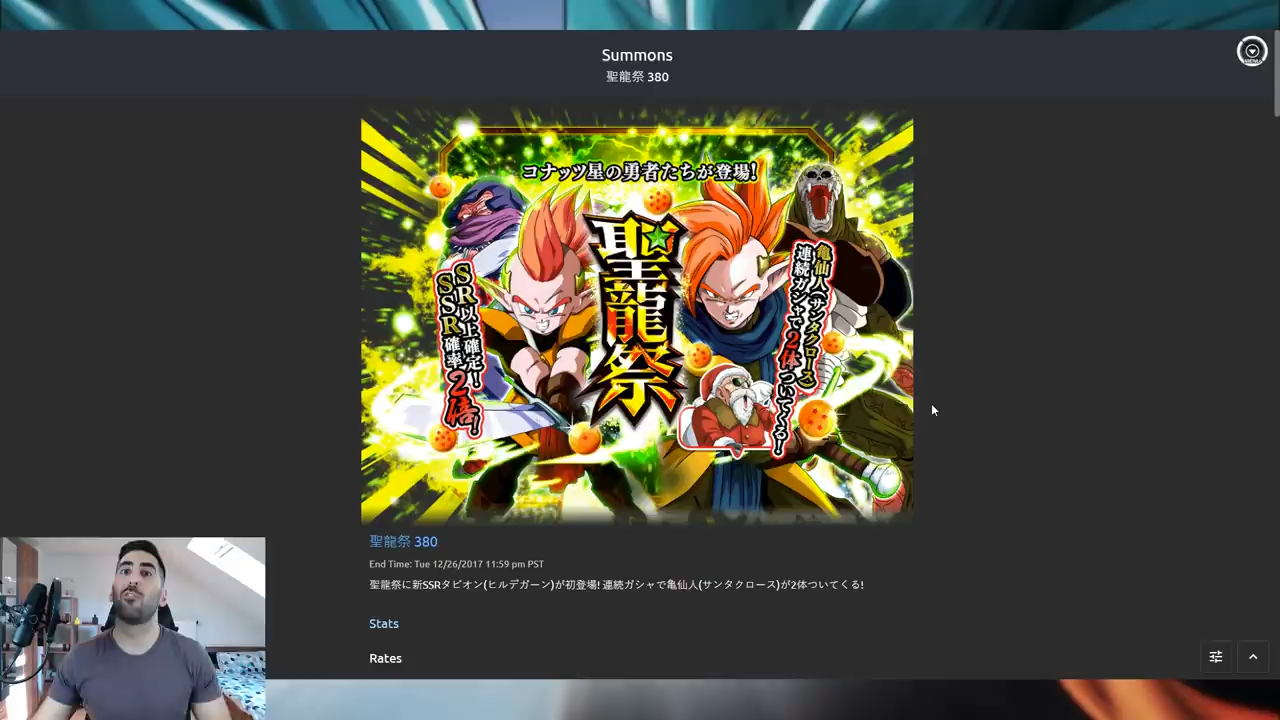 Summons
聖龍祭 380
コナッツ星の勇者たちが登場!
聖龍祭
SR以上確定!
SSR確率2倍!
亀仙人(サンタクロース)
連続ガシャで2体ついてくる!
聖龍祭 380
End Time: Tue 12/26/2017 11:59 pm PST
聖龍祭に新SSRタピオン(ヒルデガーン)が初登場! 連続ガシャで亀仙人(サンタクロース)が2体ついてくる!
Stats
Rates